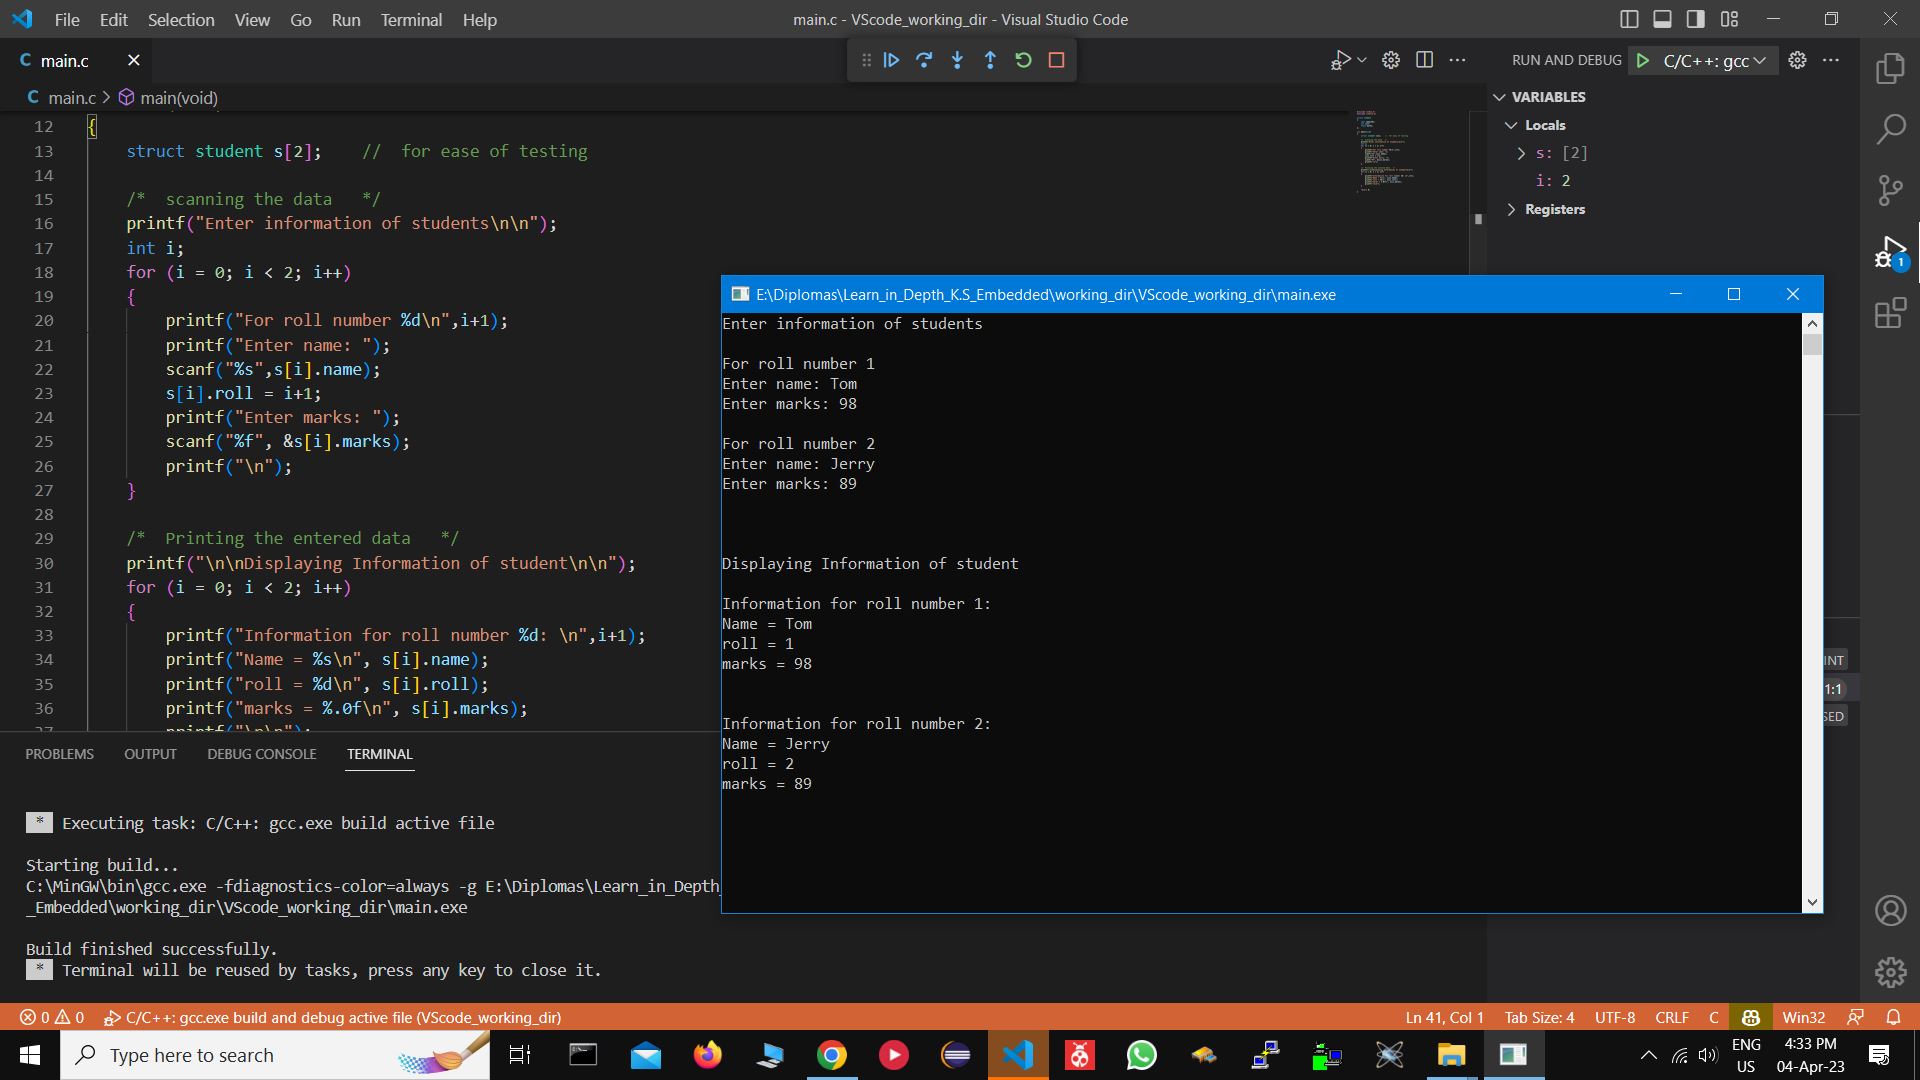 File Edit Selection View Go Run Terminal Help
main.c - VScode_working_dir - Visual Studio Code
C main.c
C main.c > main(void)
12 {
13 struct student s[2]; // for ease of testing
14
15 /* scanning the data */
16 printf("Enter information of students\n\n");
17 int i;
18 for (i = 0; i < 2; i++)
19 {
20 printf("For roll number %d\n",i+1);
21 printf("Enter name: ");
22 scanf("%s",s[i].name);
23 s[i].roll = i+1;
24 printf("Enter marks: ");
25 scanf("%f", &s[i].marks);
26 printf("\n");
27 }
28
29 /* Printing the entered data */
30 printf("\n\nDisplaying Information of student\n\n");
31 for (i = 0; i < 2; i++)
32 {
33 printf("Information for roll number %d: \n",i+1);
34 printf("Name = %s\n", s[i].name);
35 printf("roll = %d\n", s[i].roll);
36 printf("marks = %.0f\n", s[i].marks);
RUN AND DEBUG C/C++: gcc
VARIABLES
Locals
s: [2]
i: 2
Registers
1
E:\Diplomas\Learn_in_Depth_K.S_Embedded\working_dir\VScode_working_dir\main.exe
Enter information of students
For roll number 1
Enter name: Tom
Enter marks: 98
For roll number 2
Enter name: Jerry
Enter marks: 89
Displaying Information of student
Information for roll number 1:
Name = Tom
roll = 1
marks = 98
Information for roll number 2:
Name = Jerry
roll = 2
marks = 89
INT
1:1
SED
PROBLEMS OUTPUT DEBUG CONSOLE TERMINAL
* Executing task: C/C++: gcc.exe build active file
Starting build...
C:\MinGW\bin\gcc.exe -fdiagnostics-color=always -g E:\Diplomas\Learn_in_Depth_
_Embedded\working_dir\VScode_working_dir\main.exe
Build finished successfully.
* Terminal will be reused by tasks, press any key to close it.
0 0 C/C++: gcc.exe build and debug active file (VScode_working_dir)
Ln 41, Col 1 Tab Size: 4 UTF-8 CRLF C Win32
Type here to search
ENG
US
4:33 PM
04-Apr-23